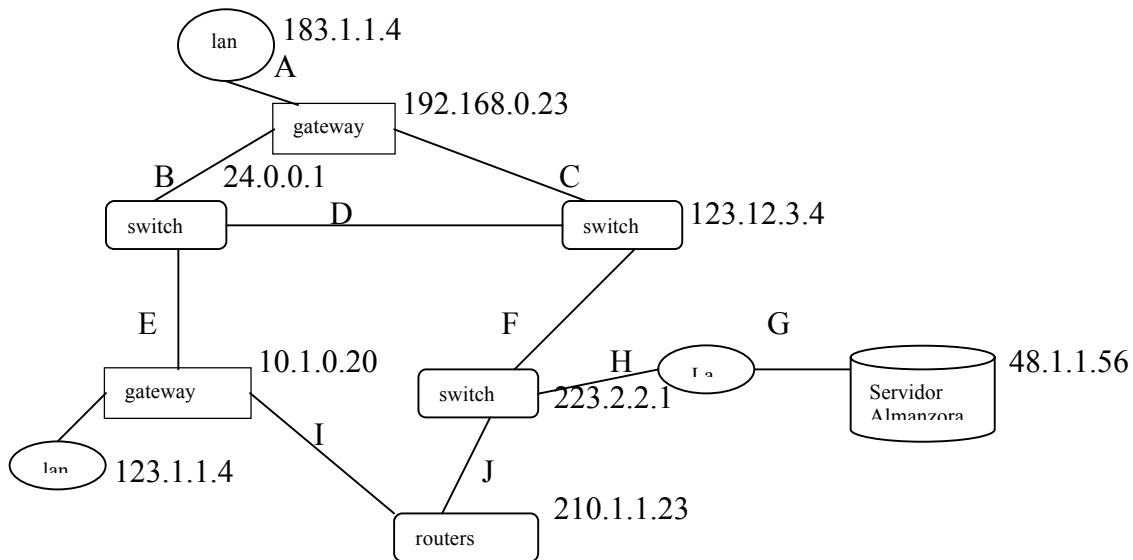 lan
183.1.1.4
A
192.168.0.23
gateway
B
24.0.0.1
C
switch
D
switch
123.12.3.4
E
F
G
10.1.0.20
H
48.1.1.56
gateway
switch
223.2.2.1
Servidor
Almanzora
I
lan
123.1.1.4
J
210.1.1.23
routers